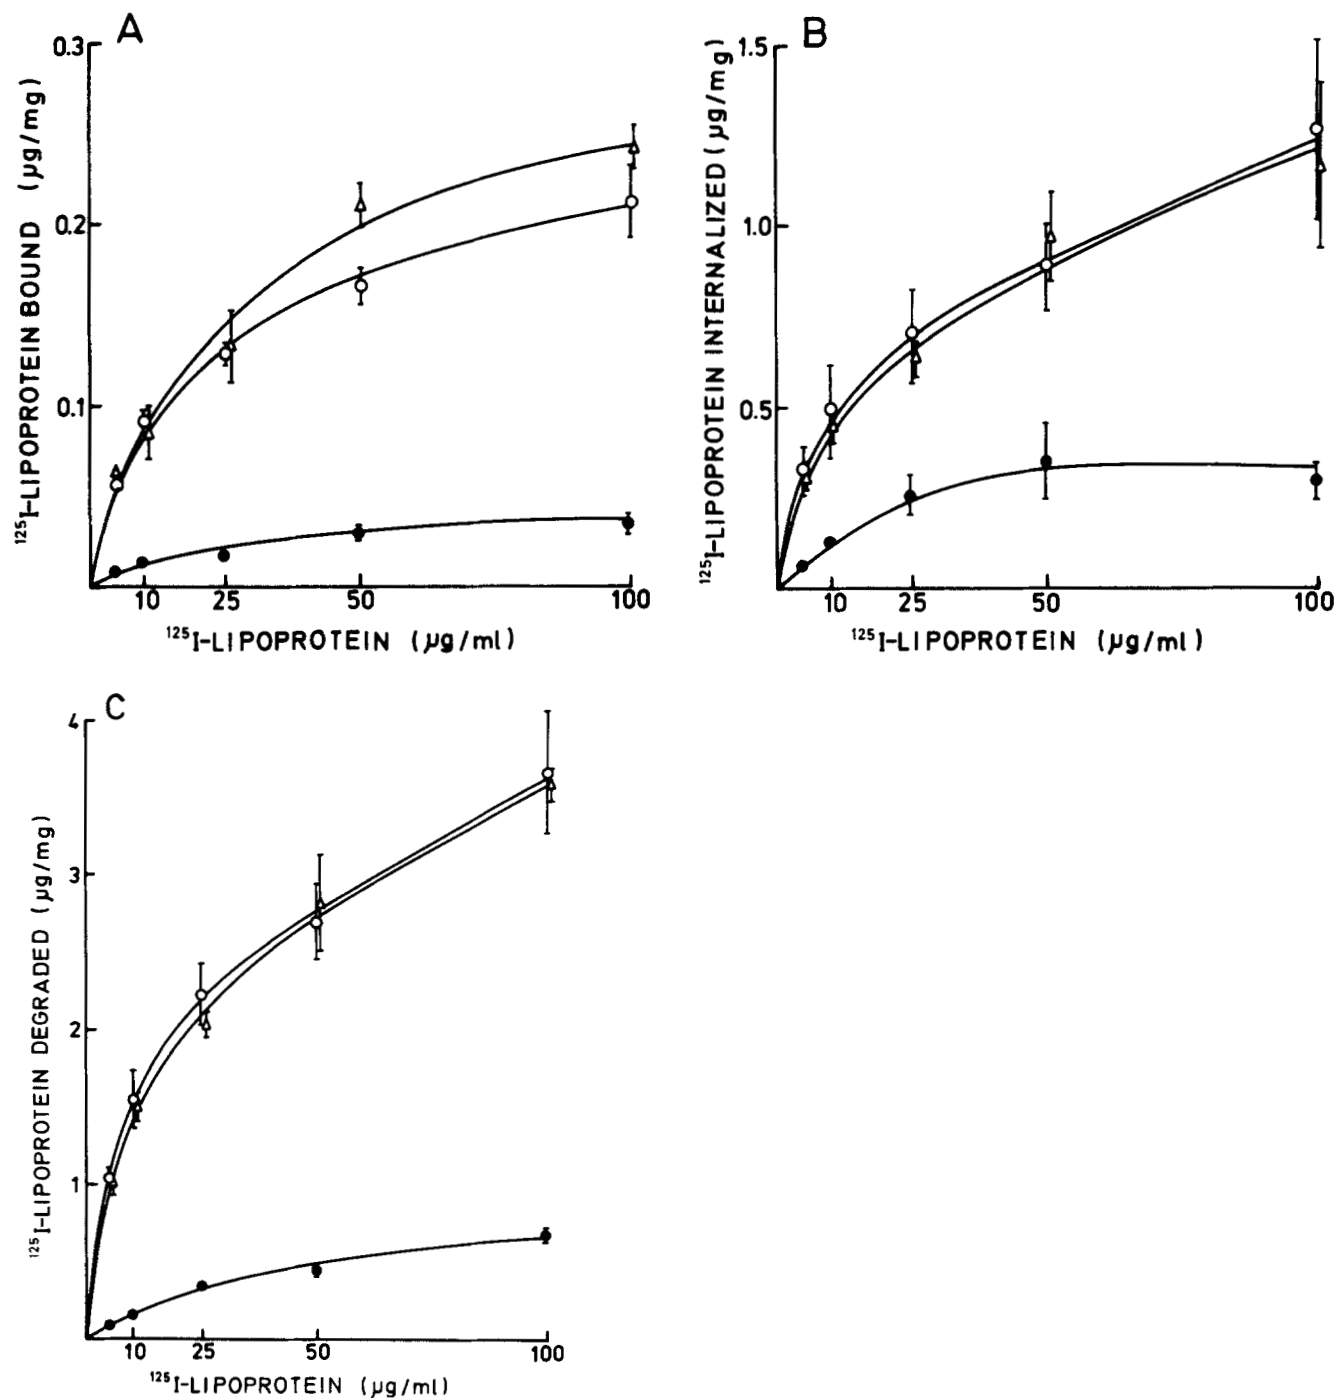 A
0.3
0.2
0.1
¹²⁵I-LIPOPROTEIN BOUND (µg/mg)
10 25 50 100
¹²⁵I-LIPOPROTEIN (µg/ml)
B
1.5
1.0
0.5
¹²⁵I-LIPOPROTEIN INTERNALIZED (µg/mg)
10 25 50 100
¹²⁵I-LIPOPROTEIN (µg/ml)
C
4
3
2
1
¹²⁵I-LIPOPROTEIN DEGRADED (µg/mg)
10 25 50 100
¹²⁵I-LIPOPROTEIN (µg/ml)